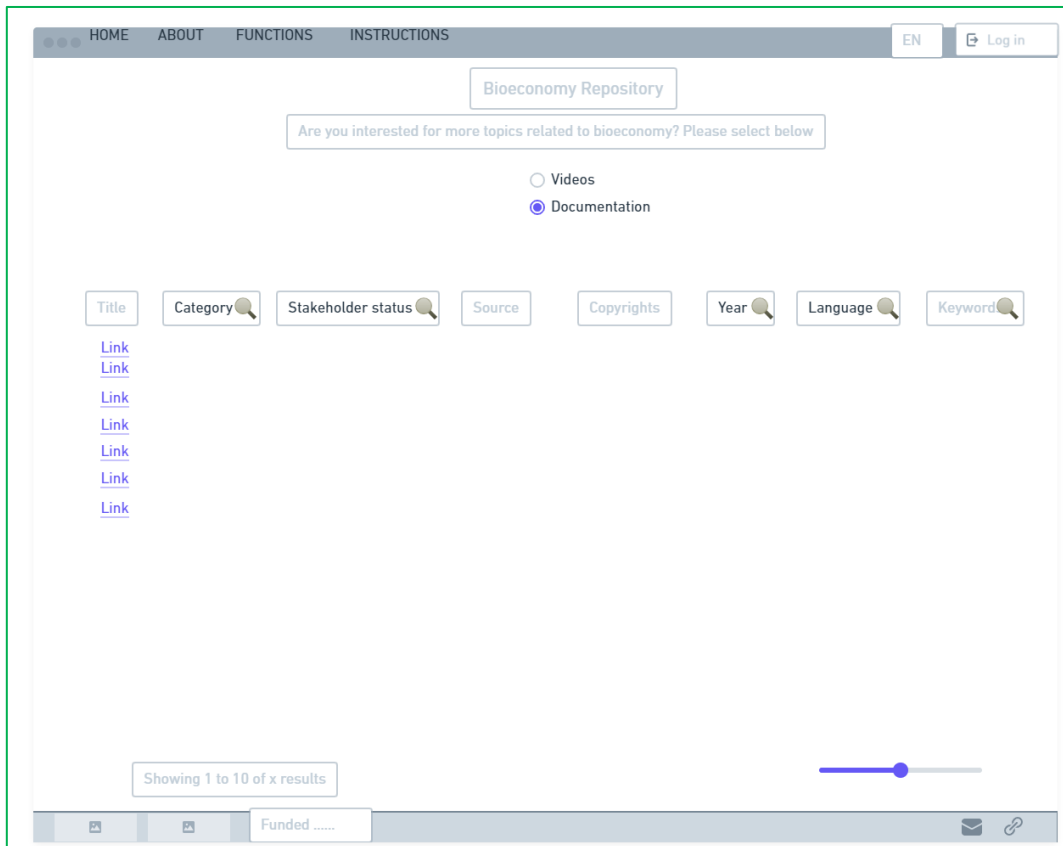 HOME ABOUT FUNCTIONS INSTRUCTIONS EN Log in
Bioeconomy Repository
Are you interested for more topics related to bioeconomy? Please select below
Videos
Documentation
Title Category Stakeholder status Source Copyrights Year Language Keywords
Link
Link
Link
Link
Link
Link
Link
Showing 1 to 10 of x results
Funded ......